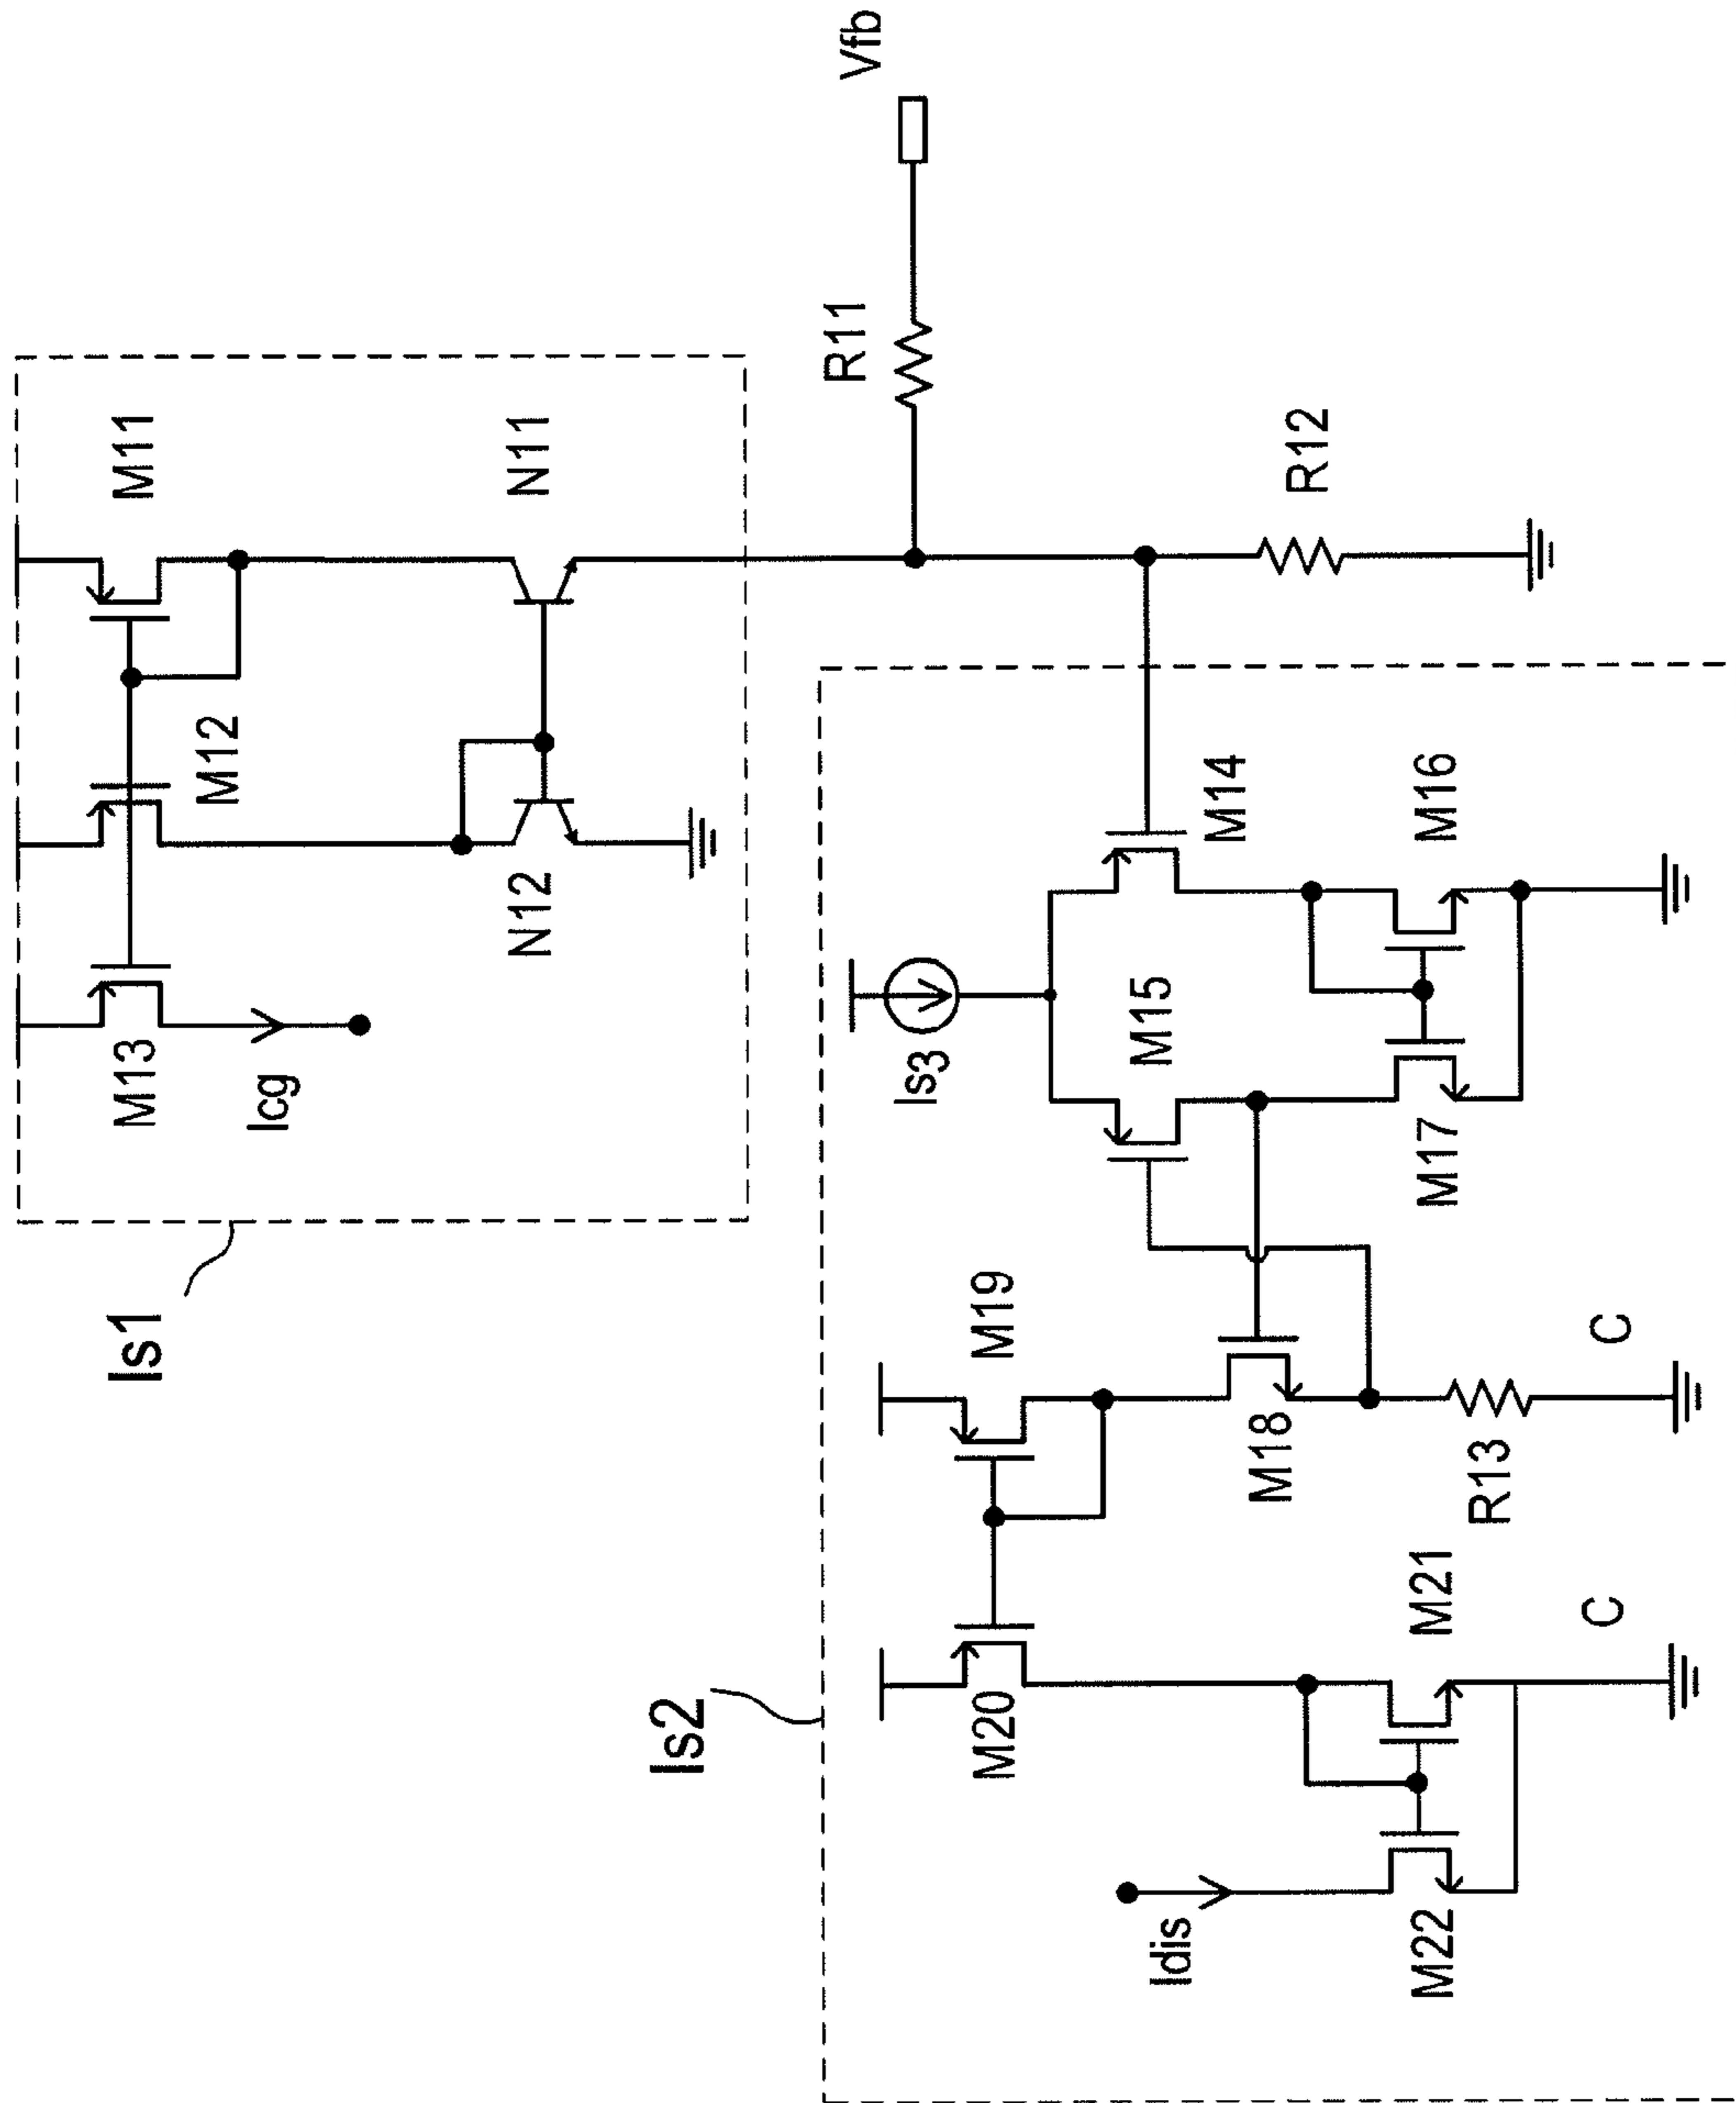 Is1
M13
Icg
M12
M11
N12
N11
R11
Vfb
R12
Is2
M20
M19
M18
R13
C
M21
C
M22
Idis
Is3
M15
M14
M17
M16